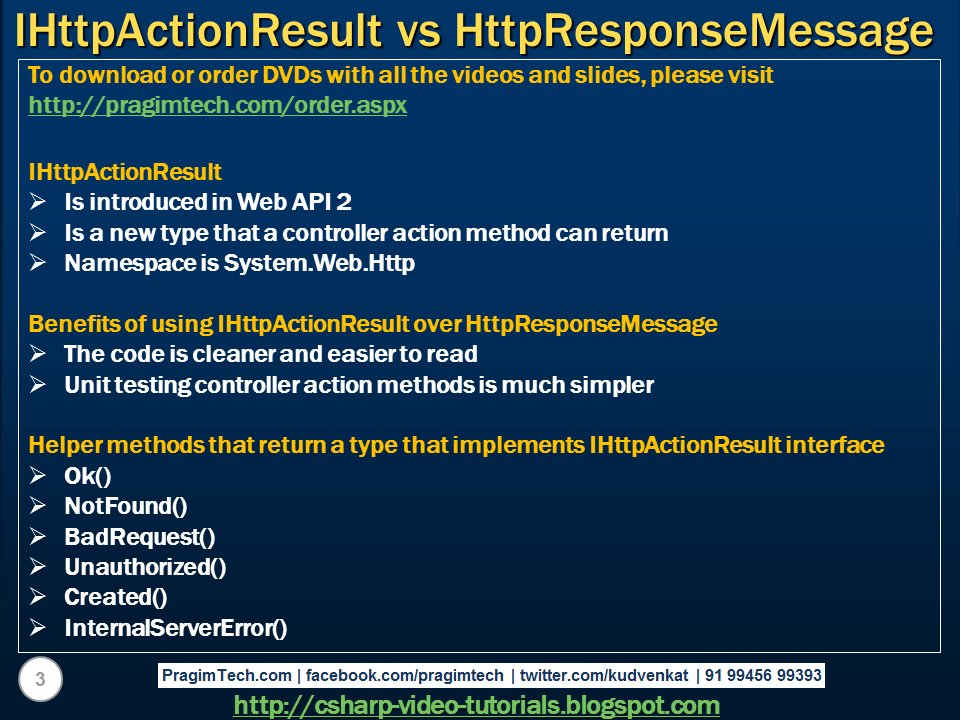 IHttpActionResult vs HttpResponseMessage
To download or order DVDs with all the videos and slides, please visit
http://pragimtech.com/order.aspx
IHttpActionResult
➢ Is introduced in Web API 2
➢ Is a new type that a controller action method can return
➢ Namespace is System.Web.Http
Benefits of using IHttpActionResult over HttpResponseMessage
➢ The code is cleaner and easier to read
➢ Unit testing controller action methods is much simpler
Helper methods that return a type that implements IHttpActionResult interface
➢ Ok()
➢ NotFound()
➢ BadRequest()
➢ Unauthorized()
➢ Created()
➢ InternalServerError()
3
PragimTech.com | facebook.com/pragimtech | twitter.com/kudvenkat | 91 99456 99393
http://csharp-video-tutorials.blogspot.com